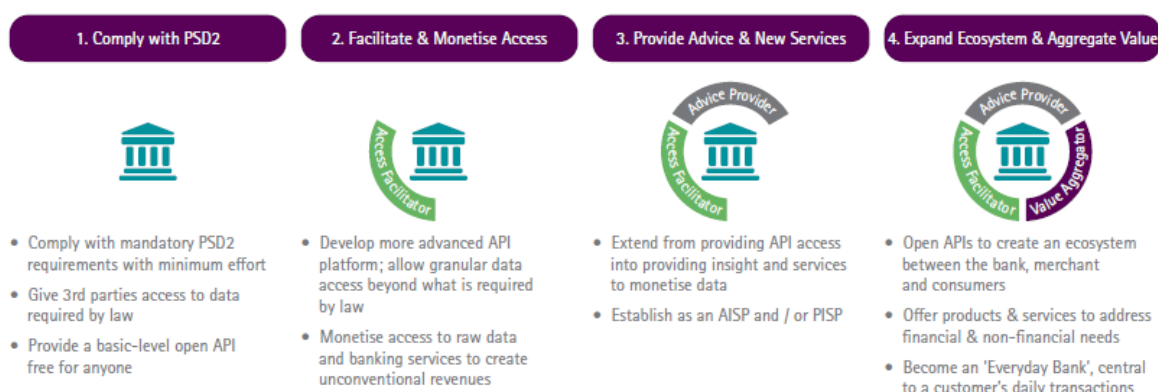 1. Comply with PSD2
• Comply with mandatory PSD2
requirements with minimum effort
• Give 3rd parties access to data
required by law
• Provide a basic-level open API
free for anyone
2. Facilitate & Monetise Access
Access Facilitator
• Develop more advanced API
platform; allow granular data
access beyond what is required
by law
• Monetise access to raw data
and banking services to create
unconventional revenues
3. Provide Advice & New Services
Advice Provider
Access Facilitator
• Extend from providing API access
into providing insight and services
to monetise data
• Establish as an AISP and / or PISP
4. Expand Ecosystem & Aggregate Value
Advice Provider
Access Facilitator
Value Aggregator
• Open APIs to create an ecosystem
between the bank, merchant
and consumers
• Offer products & services to address
financial & non-financial needs
• Become an 'Everyday Bank', central
to a customer's daily transactions